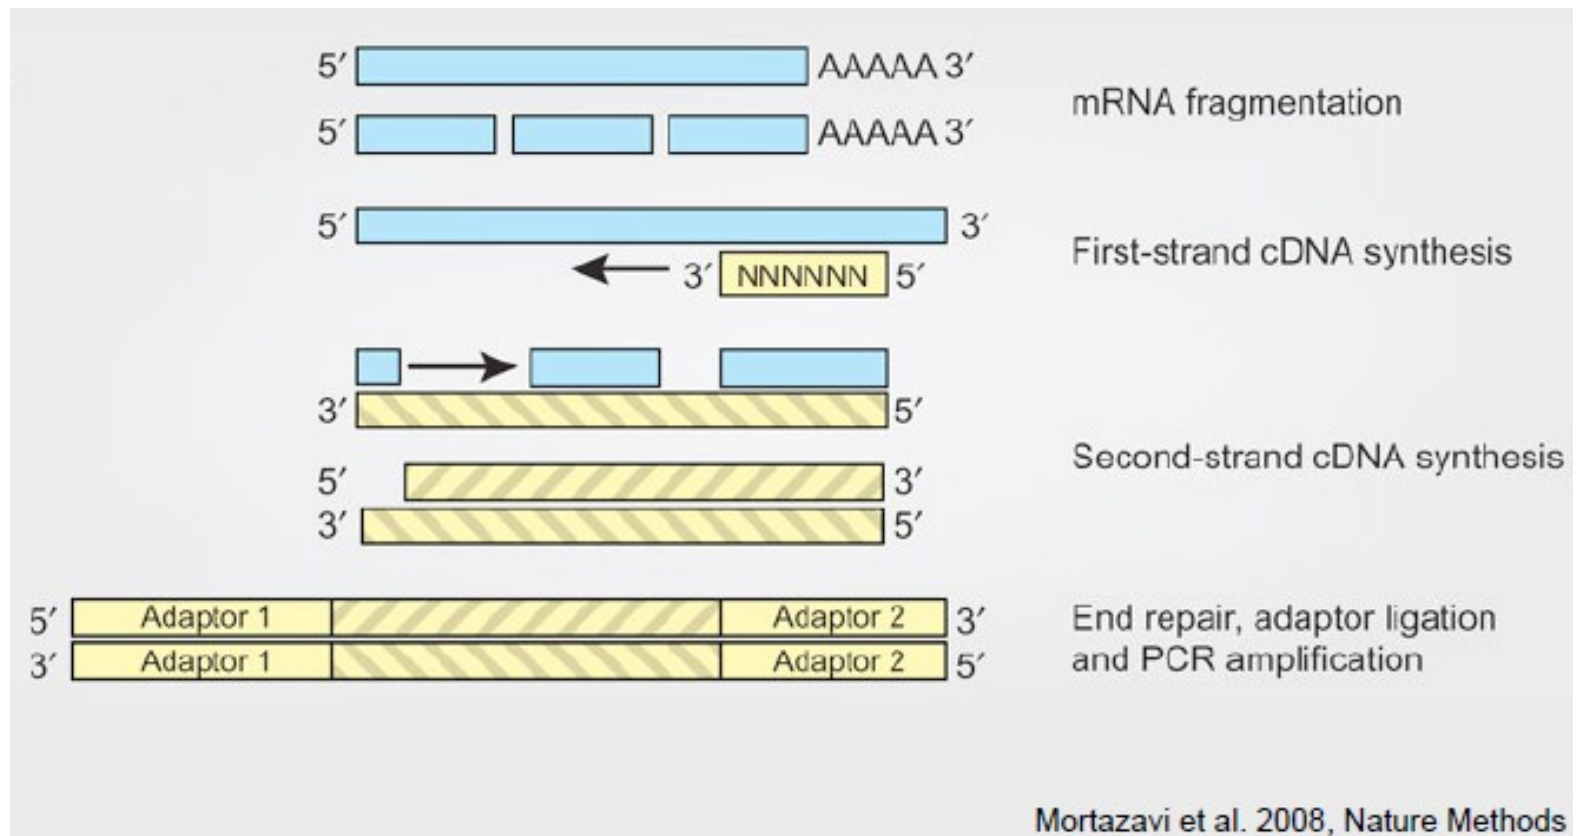 5′ AAAAA 3′
mRNA fragmentation
5′ AAAAA 3′
5′ 3′
First-strand cDNA synthesis
3′ NNNNNN 5′
3′ 5′
Second-strand cDNA synthesis
5′ 3′
3′ 5′
5′ Adaptor 1 Adaptor 2 3′
3′ Adaptor 1 Adaptor 2 5′
End repair, adaptor ligation
and PCR amplification
Mortazavi et al. 2008, Nature Methods